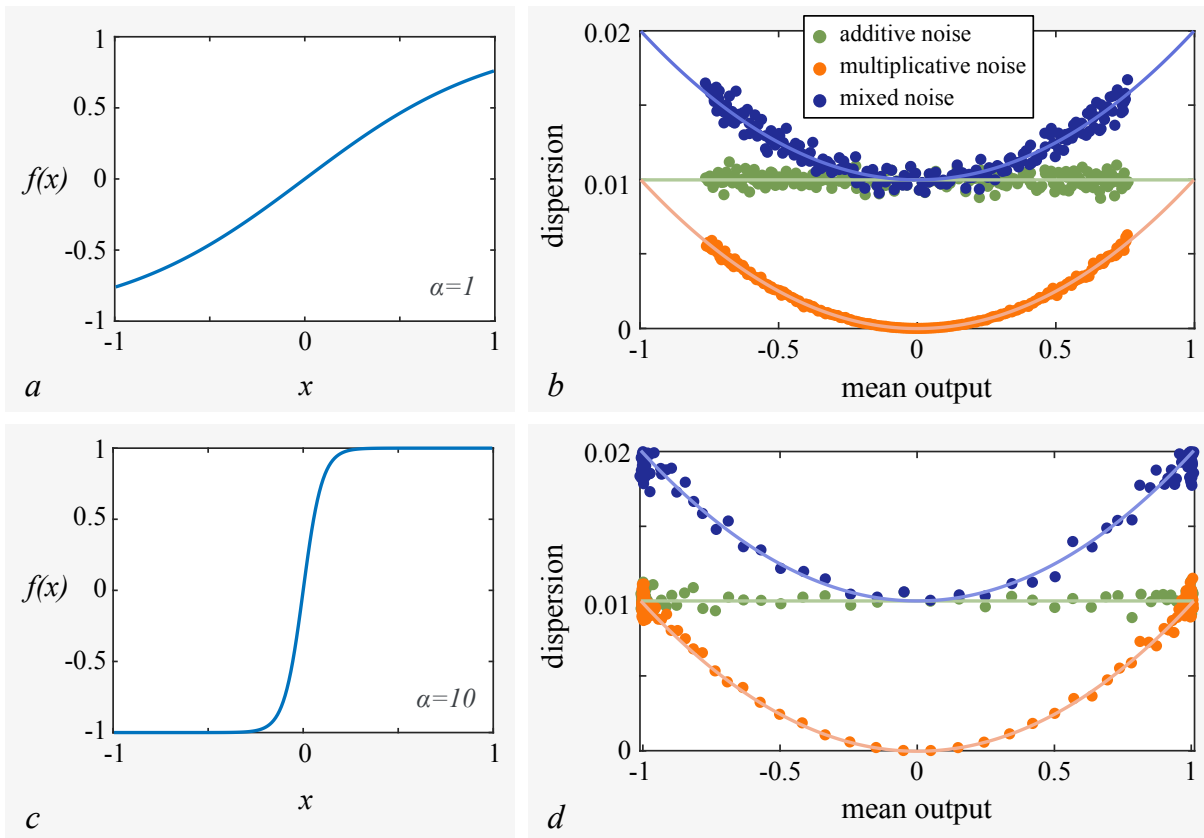 1
0.5
f(x)
0
-0.5
-1
-1
0
1
x
α=1
a
0.02
0.01
0
dispersion
additive noise
multiplicative noise
mixed noise
-1
-0.5
0
0.5
1
mean output
b
1
0.5
f(x)
0
-0.5
-1
-1
0
1
x
α=10
c
0.02
0.01
0
dispersion
-1
-0.5
0
0.5
1
mean output
d